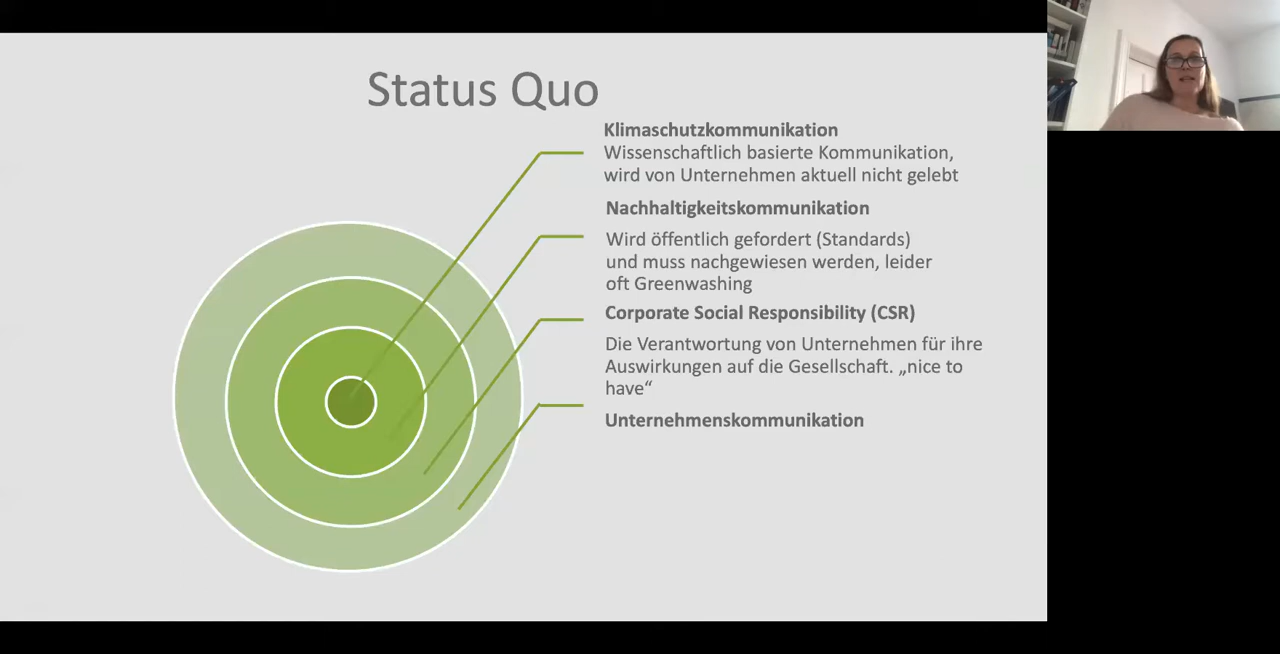 Status Quo
Klimaschutzkommunikation
Wissenschaftlich basierte Kommunikation,
wird von Unternehmen aktuell nicht gelebt
Nachhaltigkeitskommunikation
Wird öffentlich gefordert (Standards)
und muss nachgewiesen werden, leider
oft Greenwashing
Corporate Social Responsibility (CSR)
Die Verantwortung von Unternehmen für ihre
Auswirkungen auf die Gesellschaft. „nice to
have“
Unternehmenskommunikation